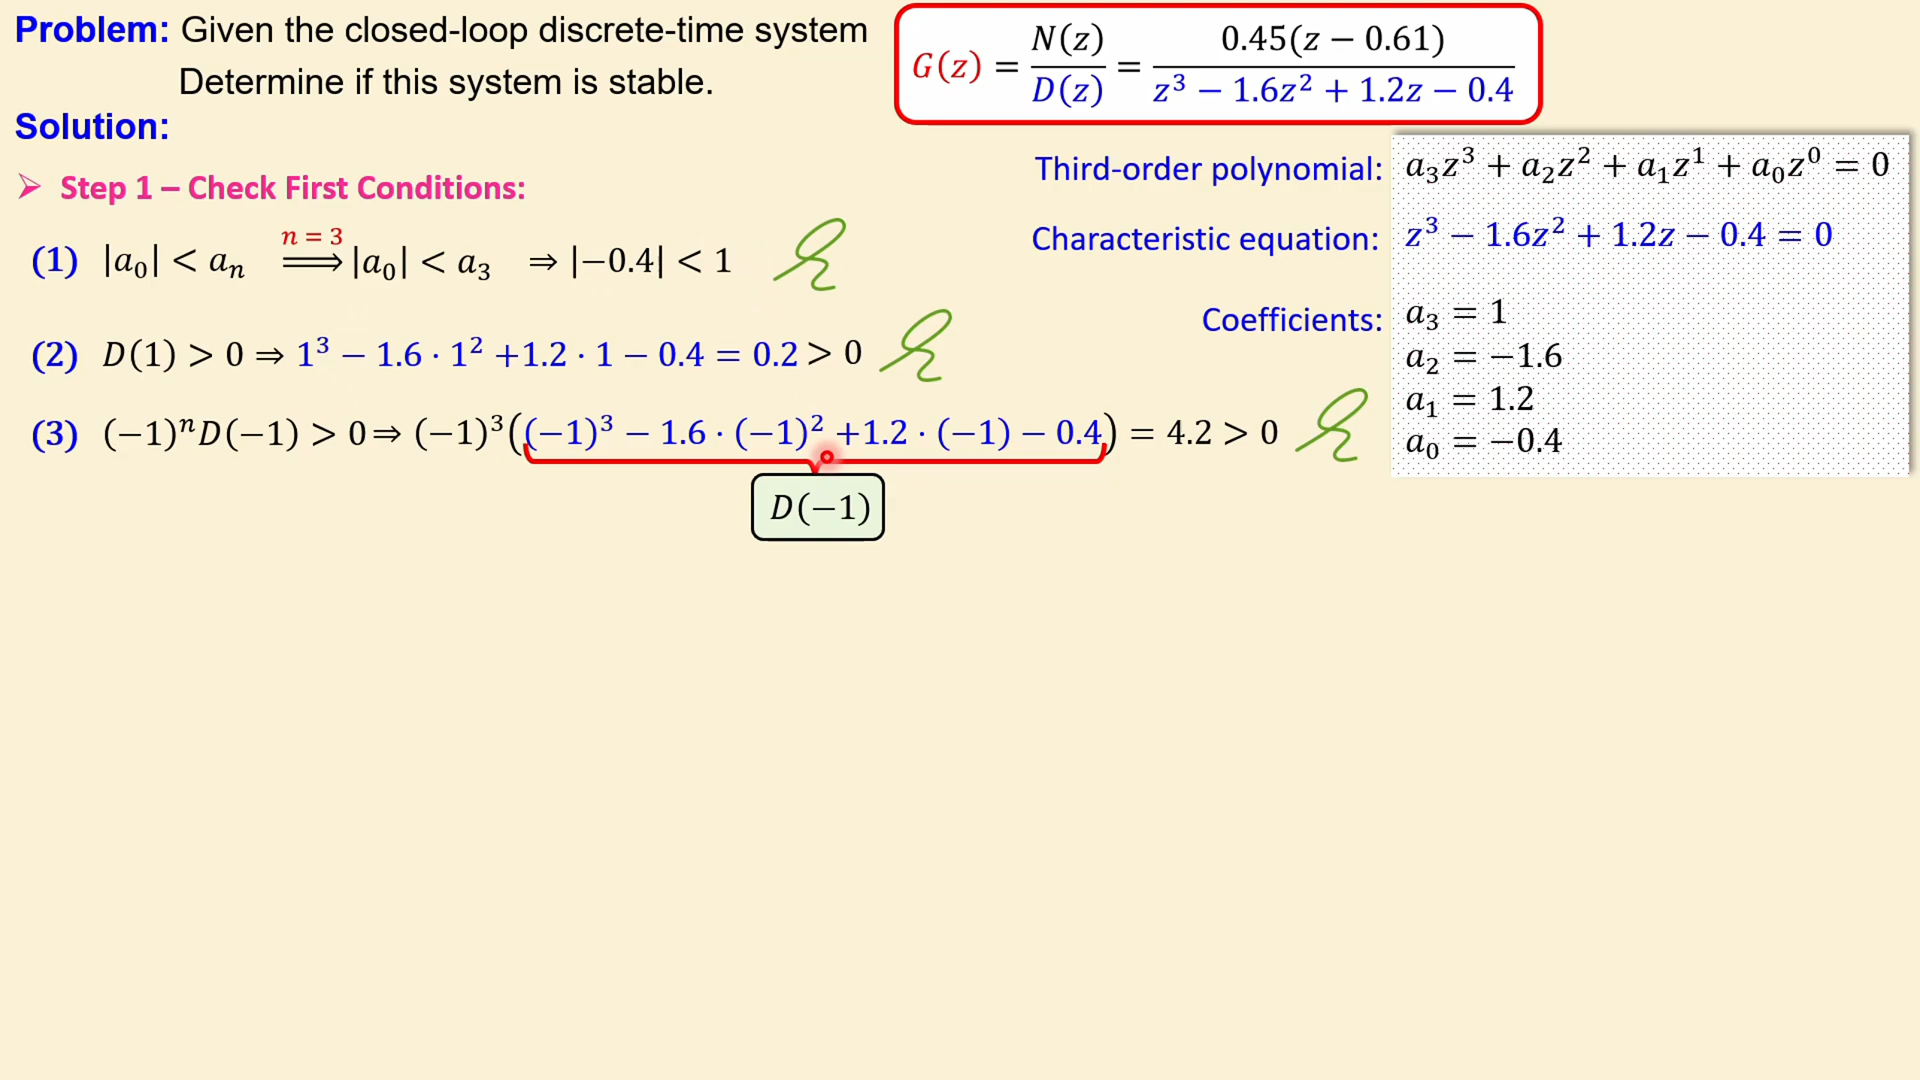 Problem: Given the closed-loop discrete-time system
Determine if this system is stable.
G(z) = N(z)/D(z) = 0.45(z − 0.61)/(z³ − 1.6z² + 1.2z − 0.4)
Solution:
Third-order polynomial: a₃z³ + a₂z² + a₁z¹ + a₀z⁰ = 0
➢ Step 1 – Check First Conditions:
Characteristic equation: z³ − 1.6z² + 1.2z − 0.4 = 0
(1) |a₀| < aₙ ⟹ (n = 3) |a₀| < a₃ ⇒ |−0.4| < 1
Coefficients: a₃ = 1
a₂ = −1.6
a₁ = 1.2
a₀ = −0.4
(2) D(1) > 0 ⇒ 1³ − 1.6 · 1² +1.2 · 1 − 0.4 = 0.2 > 0
(3) (−1)ⁿD(−1) > 0 ⇒ (−1)³((−1)³ − 1.6 · (−1)² +1.2 · (−1) − 0.4) = 4.2 > 0
D(−1)